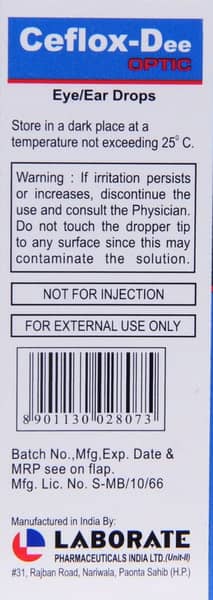 Ceflox-Dee
OPTIC
Eye/Ear Drops
Store in a dark place at a
temperature not exceeding 25° C.
Warning : If irritation persists
or increases, discontinue the
use and consult the Physician.
Do not touch the dropper tip
to any surface since this may
contaminate the solution.
NOT FOR INJECTION
FOR EXTERNAL USE ONLY
8901130028073
Batch No.,Mfg,Exp. Date &
MRP see on flap.
Mfg. Lic. No. S-MB/10/66
Manufactured in India By:
LABORATE
PHARMACEUTICALS INDIA LTD.(Unit-II)
#31, Rajban Road, Nariwala, Paonta Sahib (H.P.)